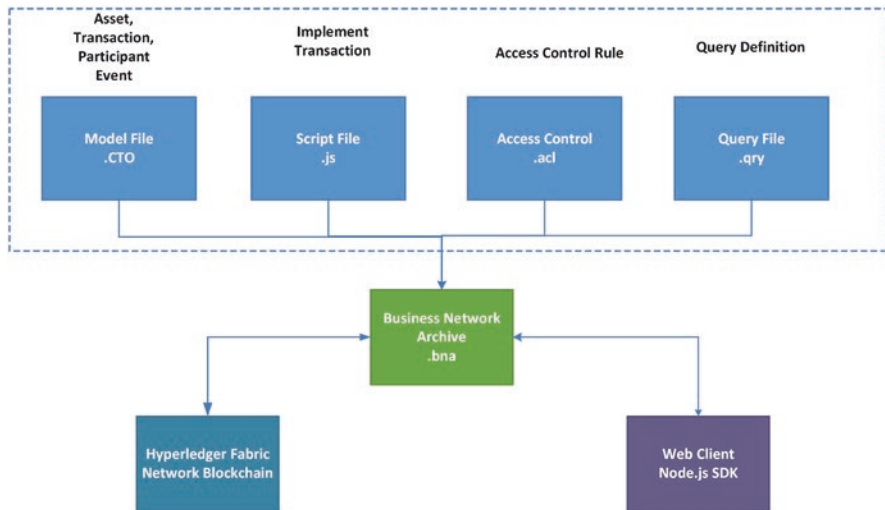 Asset,
Transaction,
Participant
Event
Implement
Transaction
Access Control Rule
Query Definition
Model File
.CTO
Script File
.js
Access Control
.acl
Query File
.qry
Business Network
Archive
.bna
Hyperledger Fabric
Network Blockchain
Web Client
Node.js SDK